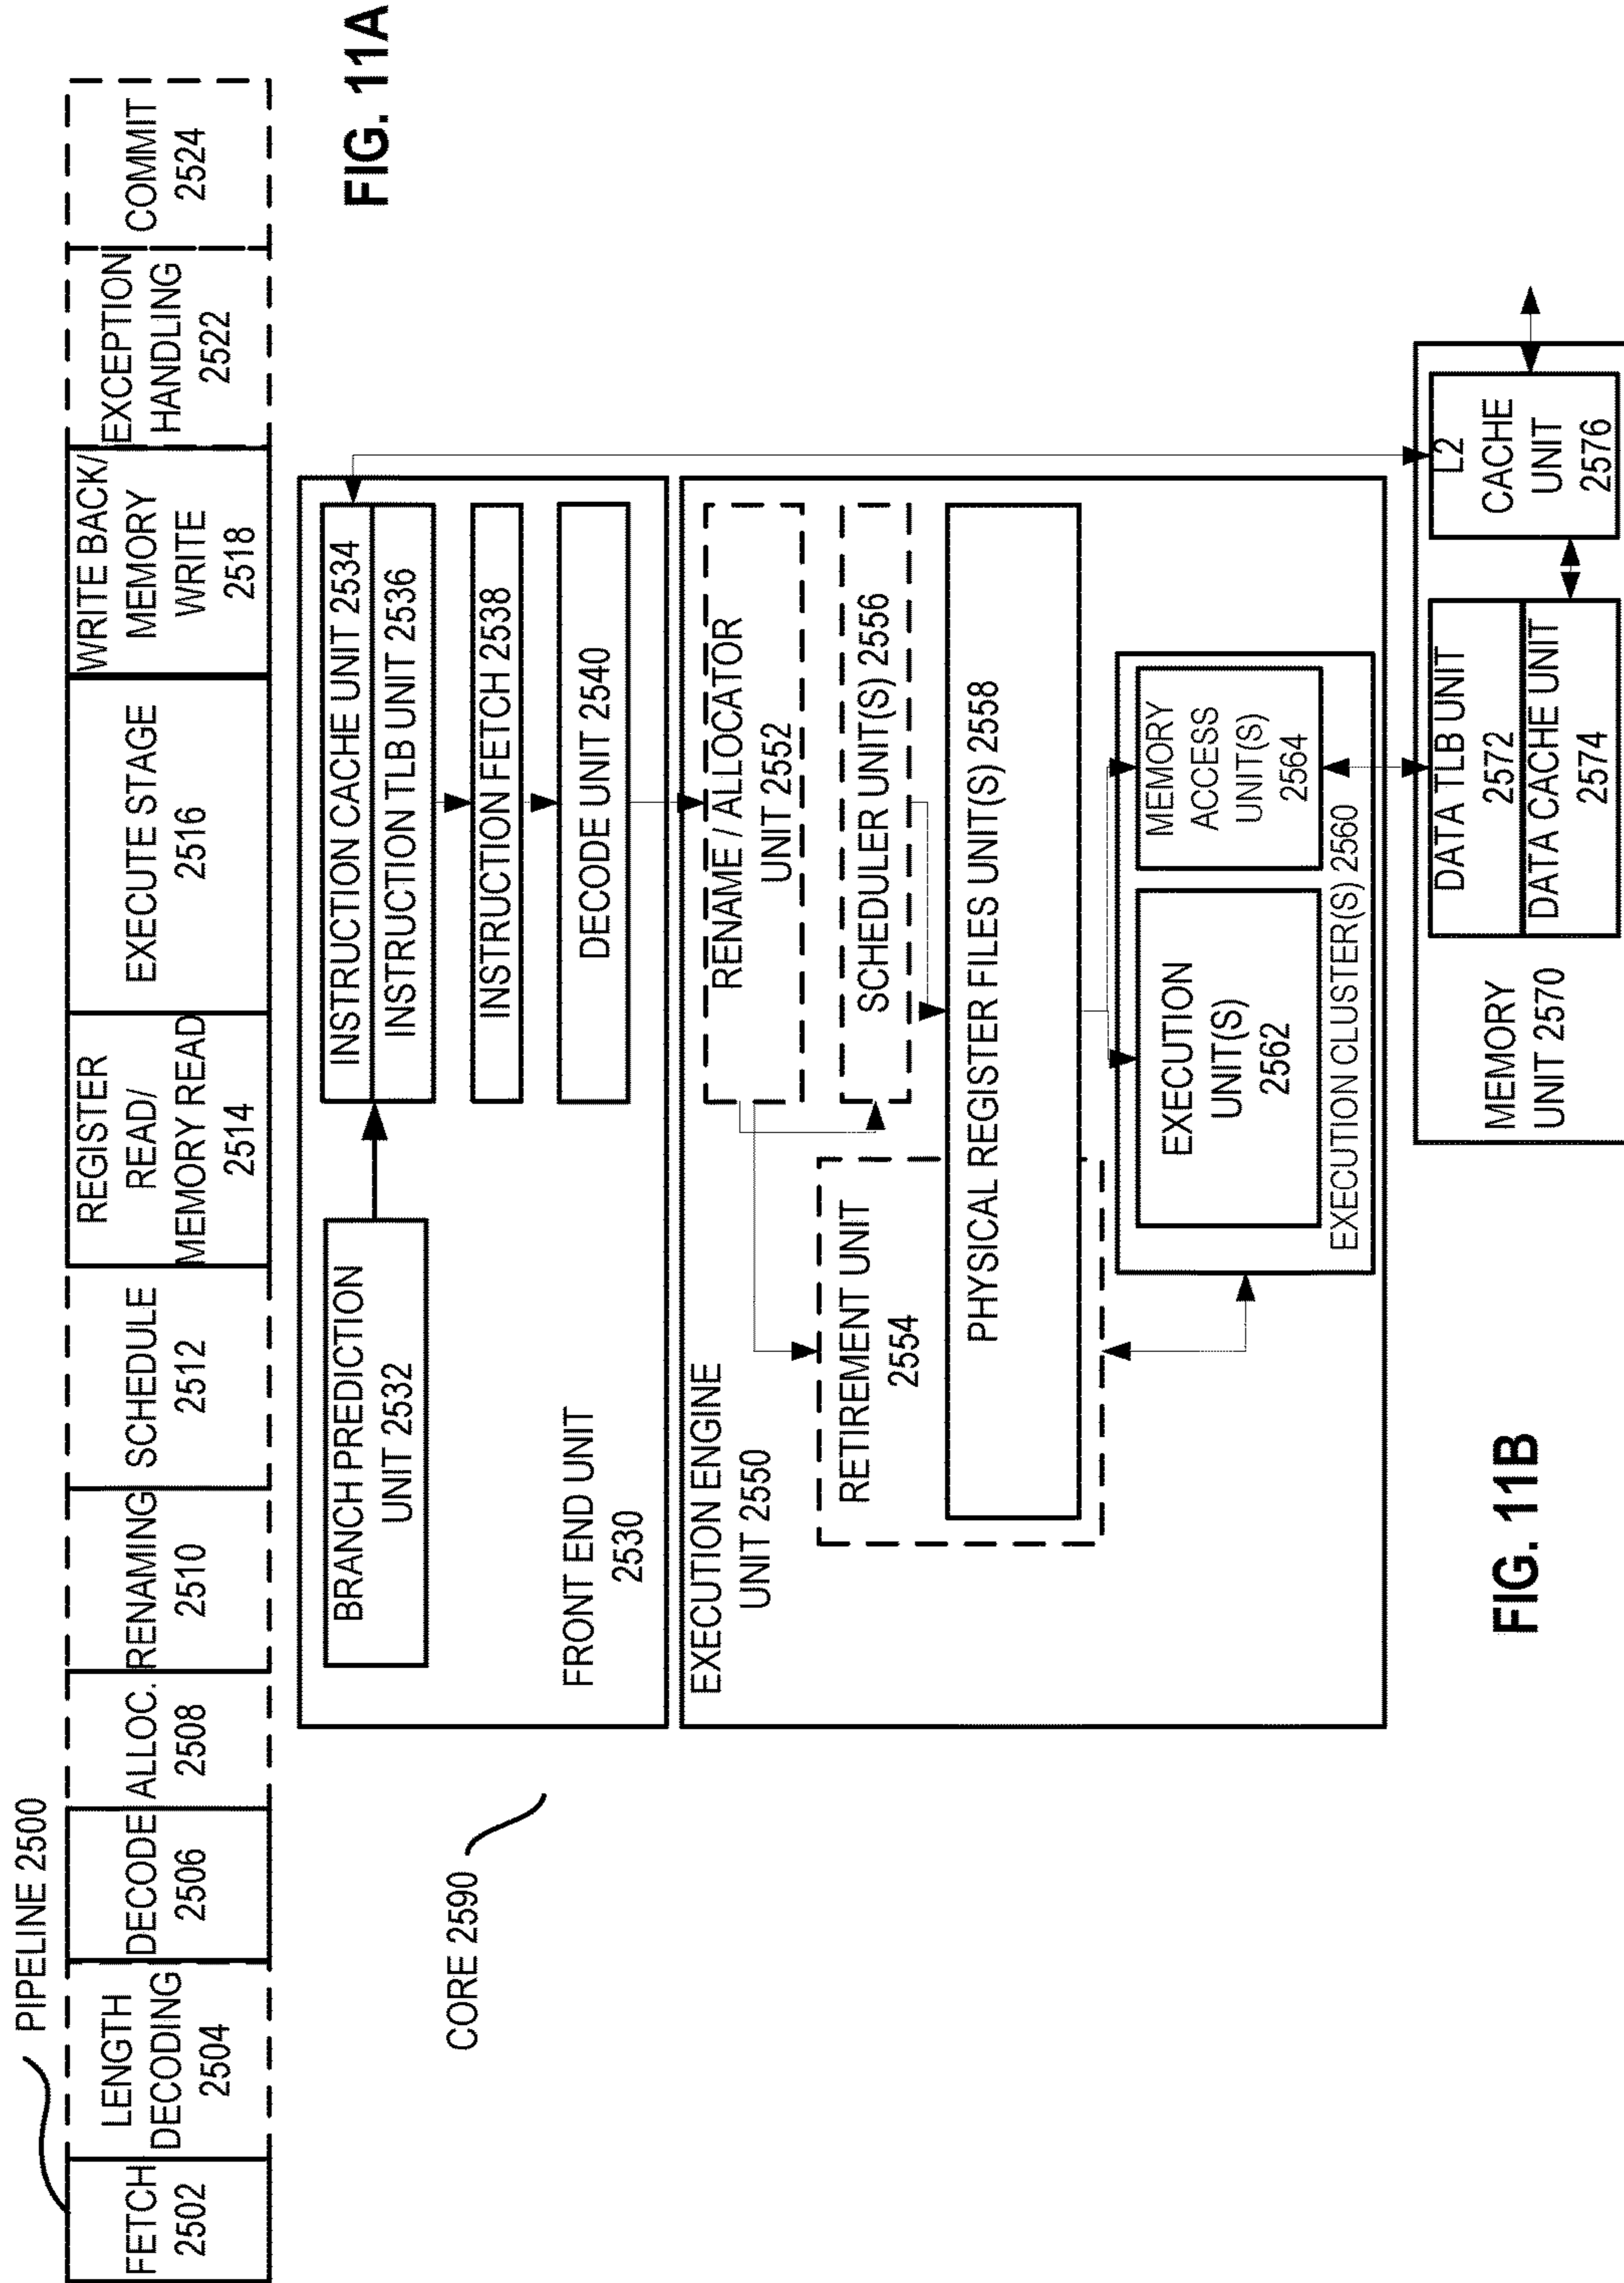 PIPELINE 2500
FETCH
2502
LENGTH
DECODING
2504
DECODE
2506
ALLOC.
2508
RENAMING
2510
SCHEDULE
2512
REGISTER
READ/
MEMORY READ
2514
EXECUTE STAGE
2516
WRITE BACK/
MEMORY
WRITE
2518
EXCEPTION
HANDLING
2522
COMMIT
2524
FIG. 11A
CORE 2590
BRANCH PREDICTION
UNIT 2532
INSTRUCTION CACHE UNIT 2534
INSTRUCTION TLB UNIT 2536
INSTRUCTION FETCH 2538
DECODE UNIT 2540
FRONT END UNIT
2530
EXECUTION ENGINE
UNIT 2550
RENAME / ALLOCATOR
UNIT 2552
SCHEDULER UNIT(S) 2556
RETIREMENT UNIT
2554
PHYSICAL REGISTER FILES UNIT(S) 2558
EXECUTION
UNIT(S)
2562
MEMORY
ACCESS
UNIT(S)
2564
EXECUTION CLUSTER(S) 2560
MEMORY
UNIT 2570
DATA TLB UNIT
2572
DATA CACHE UNIT
2574
L2
CACHE
UNIT
2576
FIG. 11B